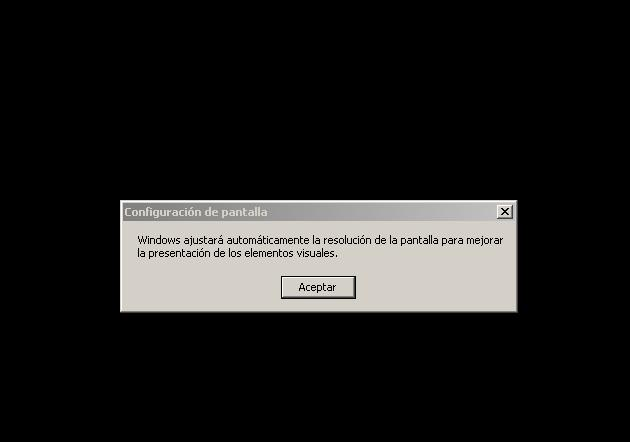 Configuración de pantalla
Windows ajustará automáticamente la resolución de la pantalla para mejorar
la presentación de los elementos visuales.
Aceptar